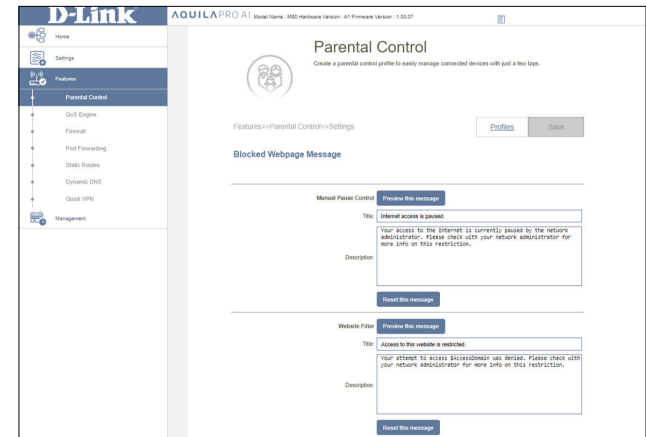 D-Link
AQUILA PRO AI Model Name : M60 Hardware Version : A1 Firmware Version : 1.00.07
Home
Settings
Features
Parental Control
QoS Engine
Firewall
Port Forwarding
Static Routes
Dynamic DNS
Quick VPN
Management
Parental Control
Create a parental control profile to easily manage connected devices with just a few taps.
Features>>Parental Control>>Settings
Profiles
Save
Blocked Webpage Message
Manual Pause Control
Preview this message
Title:
Internet access is paused.
Description:
Your access to the Internet is currently paused by the network
administrator. Please check with your network administrator for
more info on this restriction.
Reset this message
Website Filter
Preview this message
Title:
Access to this website is restricted.
Description:
Your attempt to access $AccessDomain was denied. Please check with
your network administrator for more info on this restriction.
Reset this message